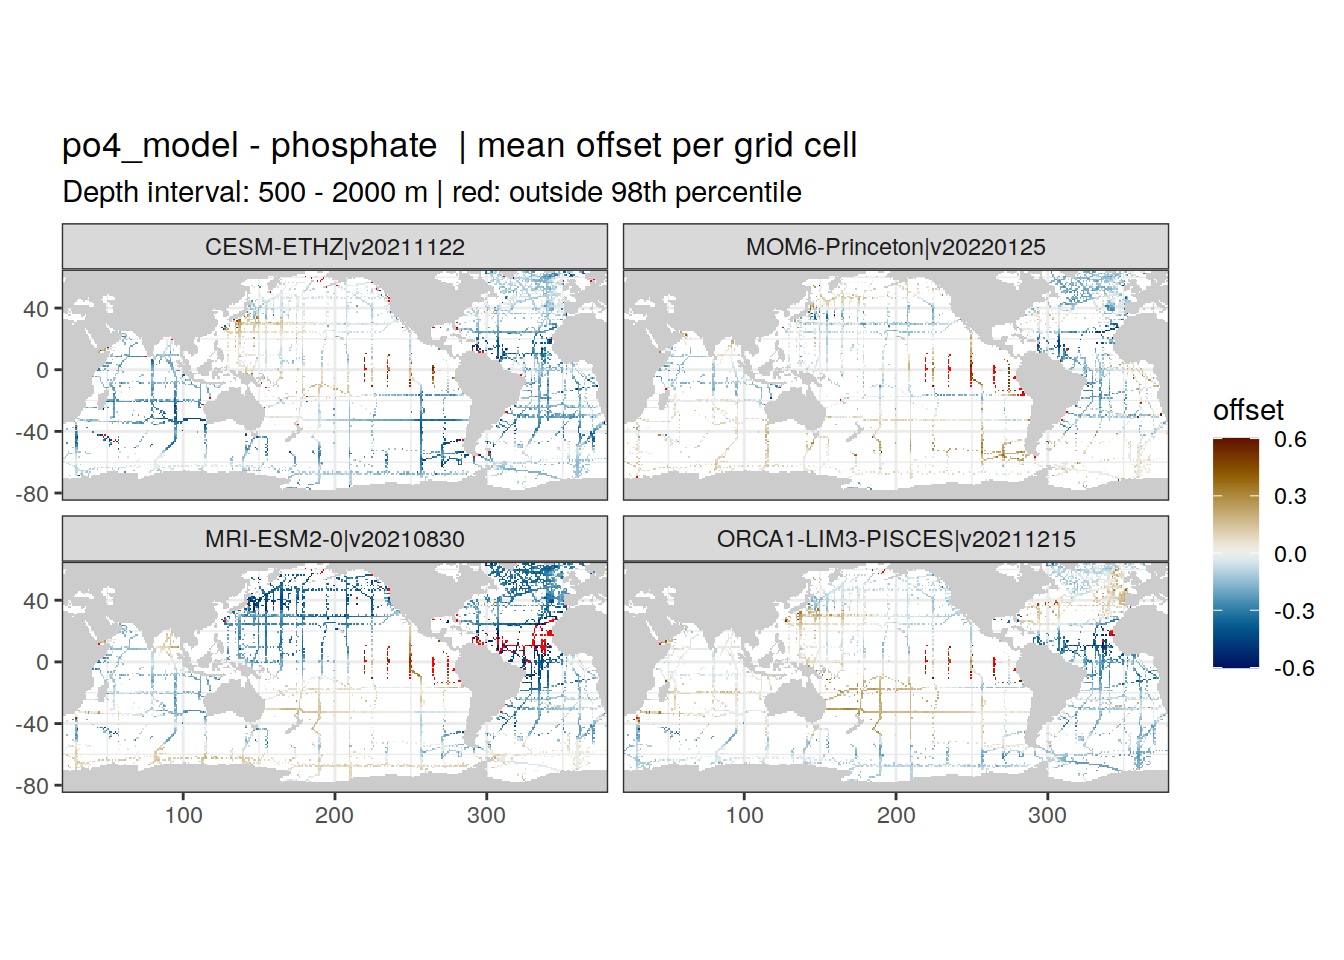 po4_model - phosphate  | mean offset per grid cell
Depth interval: 500 - 2000 m | red: outside 98th percentile
CESM-ETHZ|v20211122
MOM6-Princeton|v20220125
40
0
-40
-80
MRI-ESM2-0|v20210830
ORCA1-LIM3-PISCES|v20211215
40
0
-40
-80
100
200
300
100
200
300
offset
0.6
0.3
0.0
-0.3
-0.6